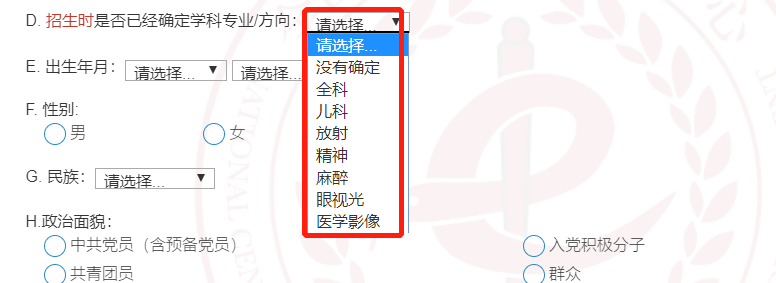 D. 招生时是否已经确定学科专业/方向： 请选择...
请选择...
E. 出生年月： 请选择... 请选择...
没有确定
全科
F. 性别:
儿科
男 女
放射
精神
G. 民族： 请选择...
麻醉
眼视光
H.政治面貌：
医学影像
中共党员（含预备党员） 入党积极分子
共青团员 群众